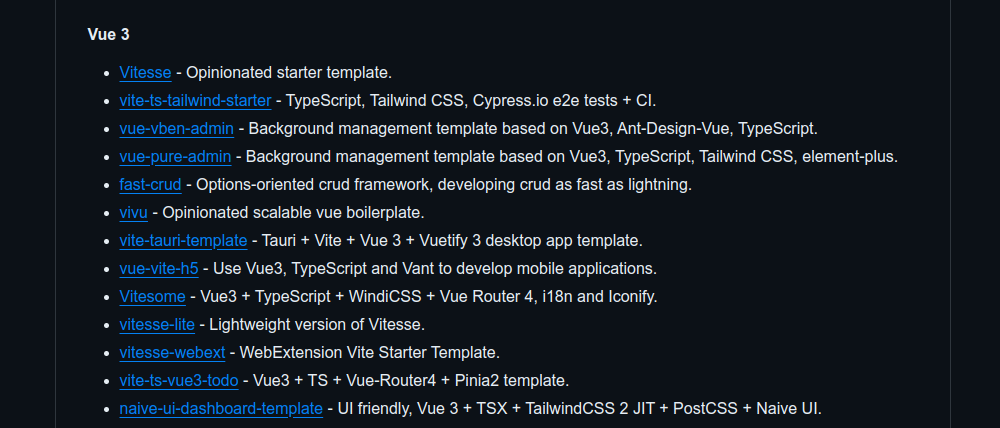 Vue 3
Vitesse - Opinionated starter template.
vite-ts-tailwind-starter - TypeScript, Tailwind CSS, Cypress.io e2e tests + CI.
vue-vben-admin - Background management template based on Vue3, Ant-Design-Vue, TypeScript.
vue-pure-admin - Background management template based on Vue3, TypeScript, Tailwind CSS, element-plus.
fast-crud - Options-oriented crud framework, developing crud as fast as lightning.
vivu - Opinionated scalable vue boilerplate.
vite-tauri-template - Tauri + Vite + Vue 3 + Vuetify 3 desktop app template.
vue-vite-h5 - Use Vue3, TypeScript and Vant to develop mobile applications.
Vitesome - Vue3 + TypeScript + WindiCSS + Vue Router 4, i18n and Iconify.
vitesse-lite - Lightweight version of Vitesse.
vitesse-webext - WebExtension Vite Starter Template.
vite-ts-vue3-todo - Vue3 + TS + Vue-Router4 + Pinia2 template.
naive-ui-dashboard-template - UI friendly, Vue 3 + TSX + TailwindCSS 2 JIT + PostCSS + Naive UI.